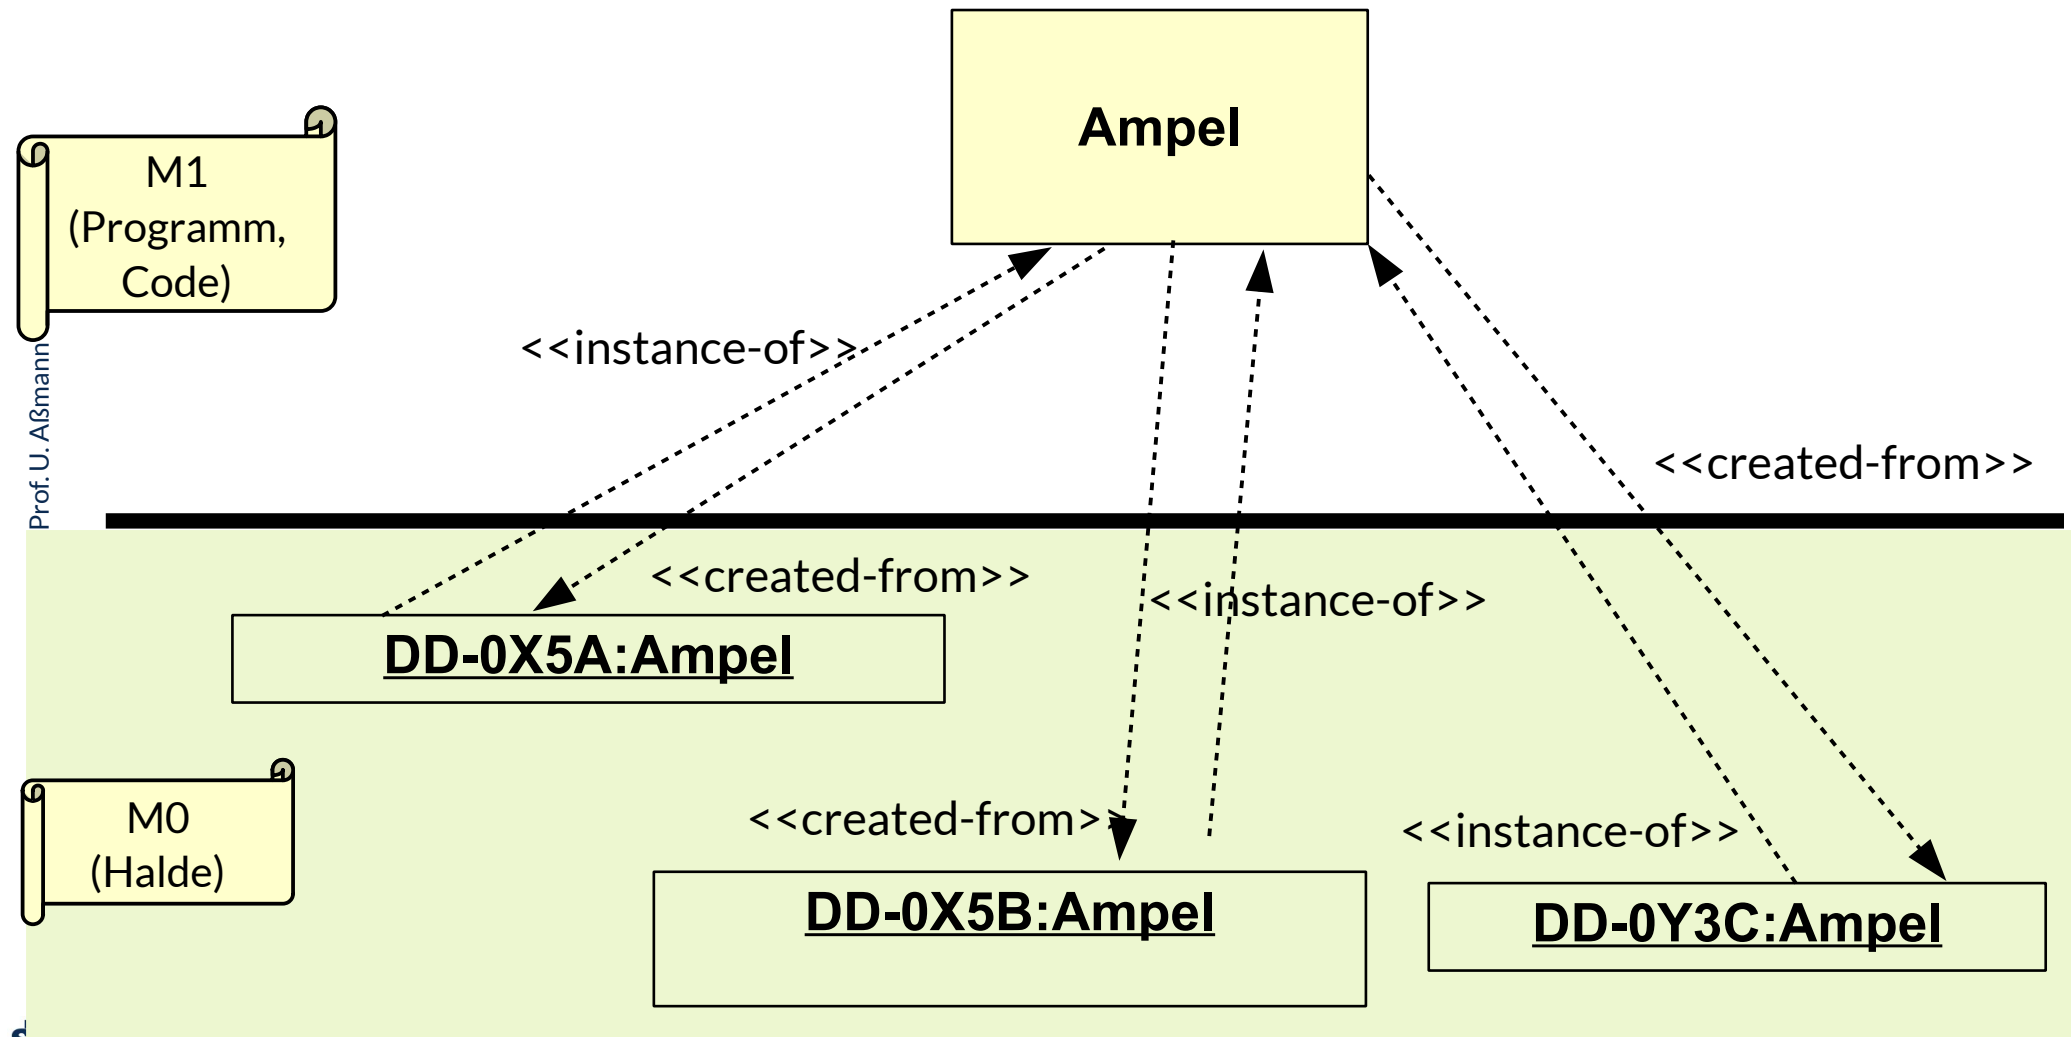 Ampel
M1
(Programm,
Code)
<<instance-of>>
Prof. U. Aßmann
<<created-from>>
<<created-from>>
<<instance-of>>
DD-0X5A:Ampel
M0
(Halde)
<<created-from>>
<<instance-of>>
DD-0X5B:Ampel
DD-0Y3C:Ampel